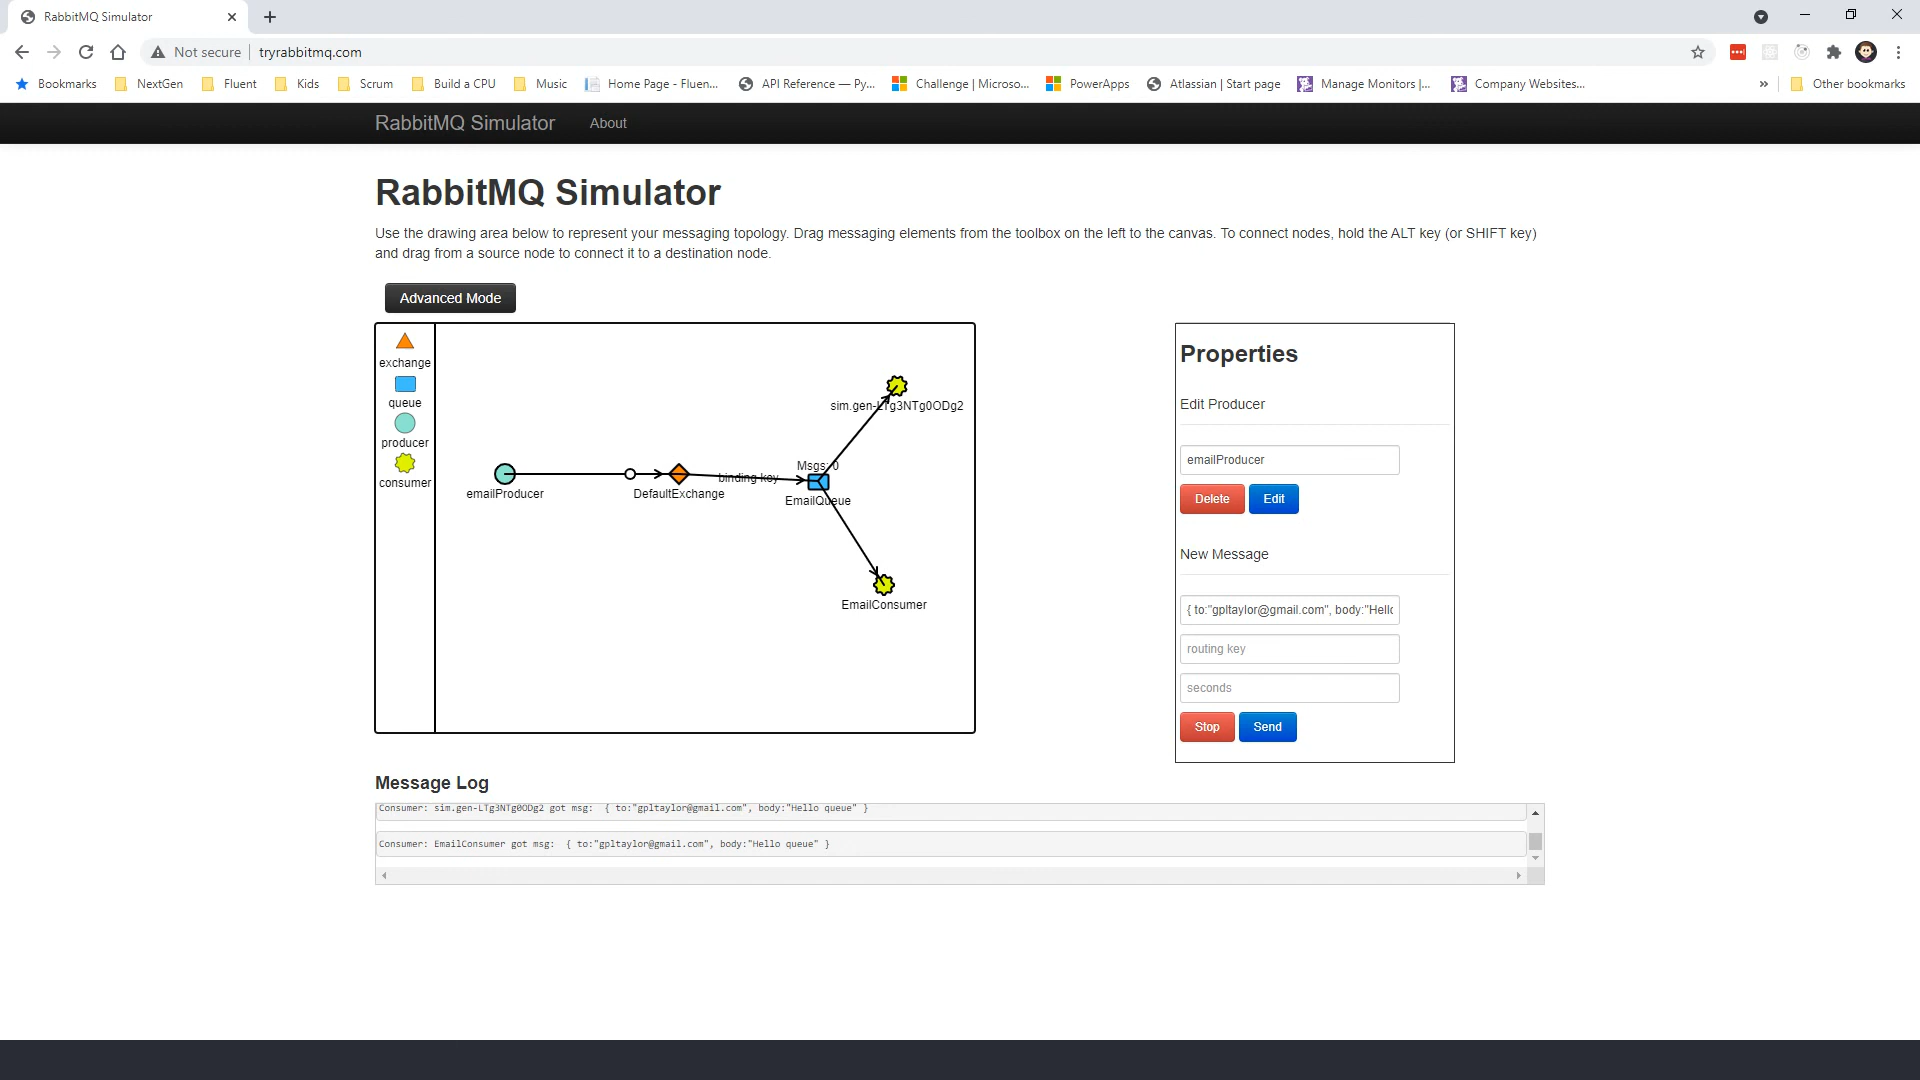 RabbitMQ Simulator
Not secure
tryrabbitmq.com
Bookmarks
NextGen
Fluent
Kids
Scrum
Build a CPU
Music
Home Page - Fluen...
API Reference — Py...
Challenge | Microso...
PowerApps
Atlassian | Start page
Manage Monitors |...
Company Websites...
»
Other bookmarks
RabbitMQ Simulator
About
RabbitMQ Simulator
Use the drawing area below to represent your messaging topology. Drag messaging elements from the toolbox on the left to the canvas. To connect nodes, hold the ALT key (or SHIFT key)
and drag from a source node to connect it to a destination node.
Advanced Mode
exchange
queue
producer
consumer
sim.gen-LTg3NTg0ODg2
Msgs: 0
binding key
emailProducer
DefaultExchange
EmailQueue
EmailConsumer
Properties
Edit Producer
emailProducer
Delete
Edit
New Message
{ to:"gpltaylor@gmail.com", body:"Hello
routing key
seconds
Stop
Send
Message Log
Consumer: sim.gen-LTg3NTg0ODg2 got msg: { to:"gpltaylor@gmail.com", body:"Hello queue" }
Consumer: EmailConsumer got msg: { to:"gpltaylor@gmail.com", body:"Hello queue" }